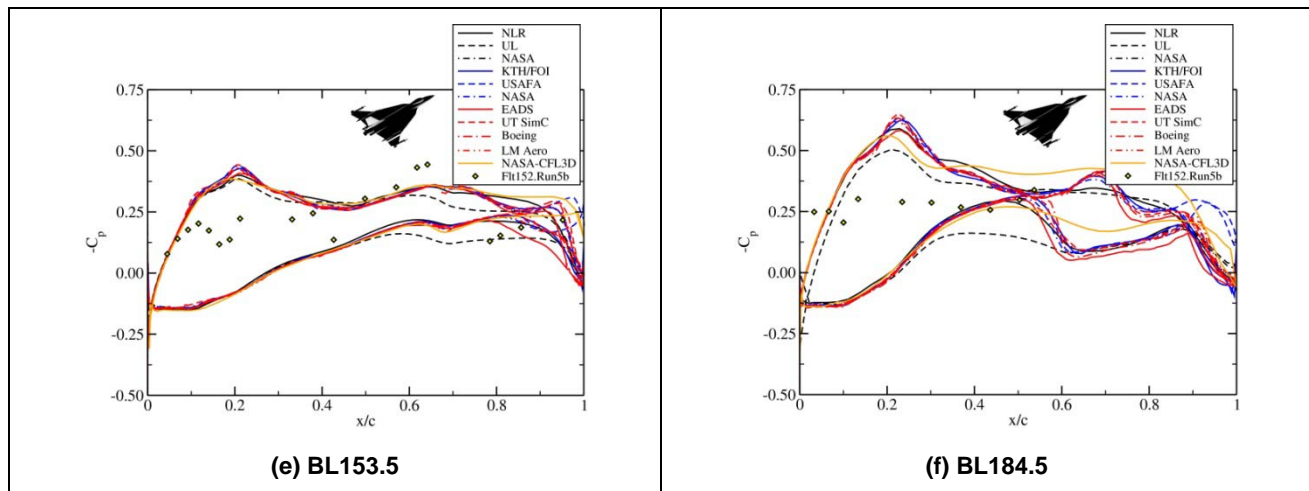 NLR
UL
NASA
KTH/FOI
USAFA
NASA
EADS
UT SimC
Boeing
LM Aero
NASA-CFL3D
Flt152.Run5b
0.75
0.50
0.25
0.00
-0.25
-0.50
-Cp
0 0.2 0.4 0.6 0.8 1
x/c
(e) BL153.5
NLR
UL
NASA
KTH/FOI
USAFA
NASA
EADS
UT SimC
Boeing
LM Aero
NASA-CFL3D
Flt152.Run5b
0.75
0.50
0.25
0.00
-0.25
-0.50
-Cp
0 0.2 0.4 0.6 0.8 1
x/c
(f) BL184.5